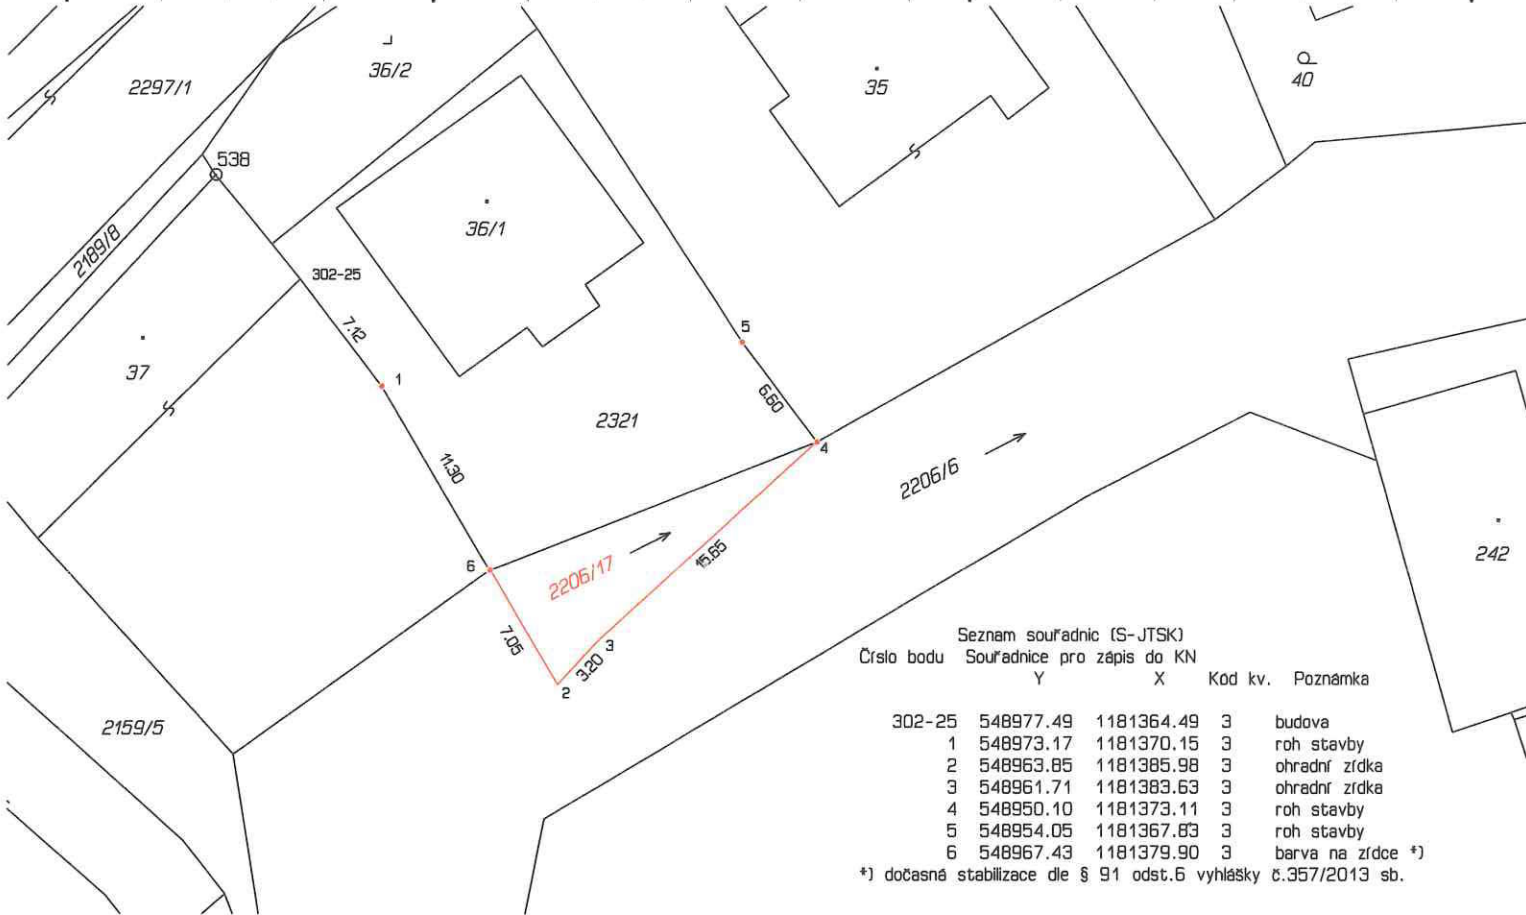 2297/1
36/2
35
40
538
2189/8
36/1
302-25
7.12
37
1
5
6.60
2321
4
11.30
2206/6
6
2206/17
15.65
242
7.05
3
3.20
2
2159/5
Seznam souřadnic (S-JTSK)
Číslo bodu Souřadnice pro zápis do KN
Y X Kód kv. Poznámka
302-25 548977.49 1181364.49 3 budova
1 548973.17 1181370.15 3 roh stavby
2 548963.85 1181385.98 3 ohradní zídka
3 548961.71 1181383.63 3 ohradní zídka
4 548950.10 1181373.11 3 roh stavby
5 548954.05 1181367.83 3 roh stavby
6 548967.43 1181379.90 3 barva na zídce *)
*) dočasná stabilizace dle § 91 odst.6 vyhlášky č.357/2013 sb.